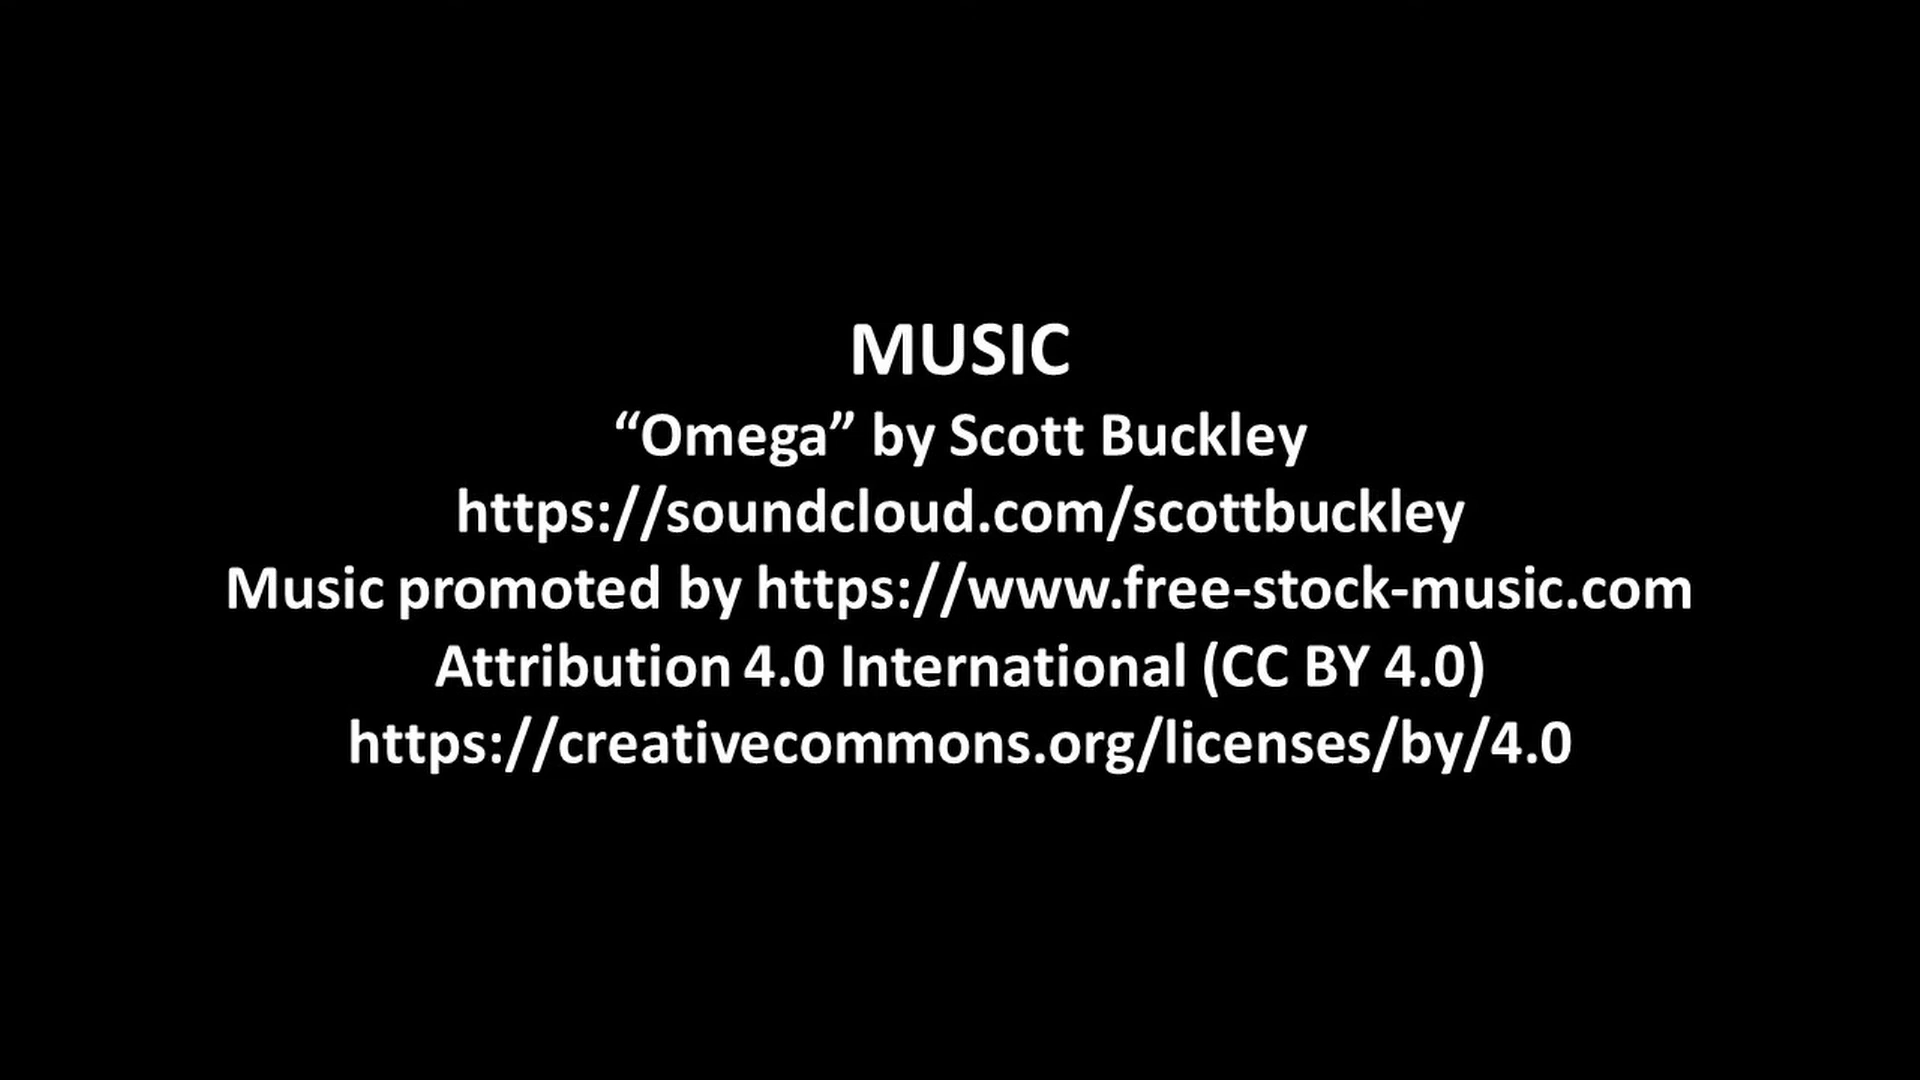 MUSIC
“Omega” by Scott Buckley
https://soundcloud.com/scottbuckley
Music promoted by https://www.free-stock-music.com
Attribution 4.0 International (CC BY 4.0)
https://creativecommons.org/licenses/by/4.0